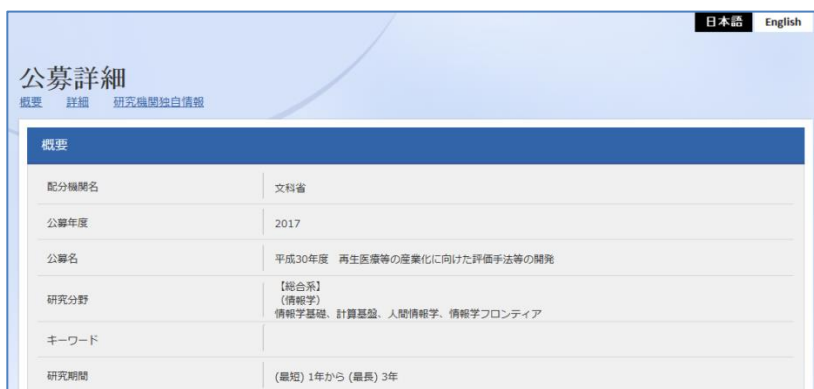 日本語 English
公募詳細
概要 詳細 研究機関独自情報
概要
配分機関名 文科省
公募年度 2017
公募名 平成30年度 再生医療等の産業化に向けた評価手法等の開発
研究分野 【総合系】
(情報学)
情報学基礎、計算基盤、人間情報学、情報学フロンティア
キーワード
研究期間 (最短) 1年から (最長) 3年